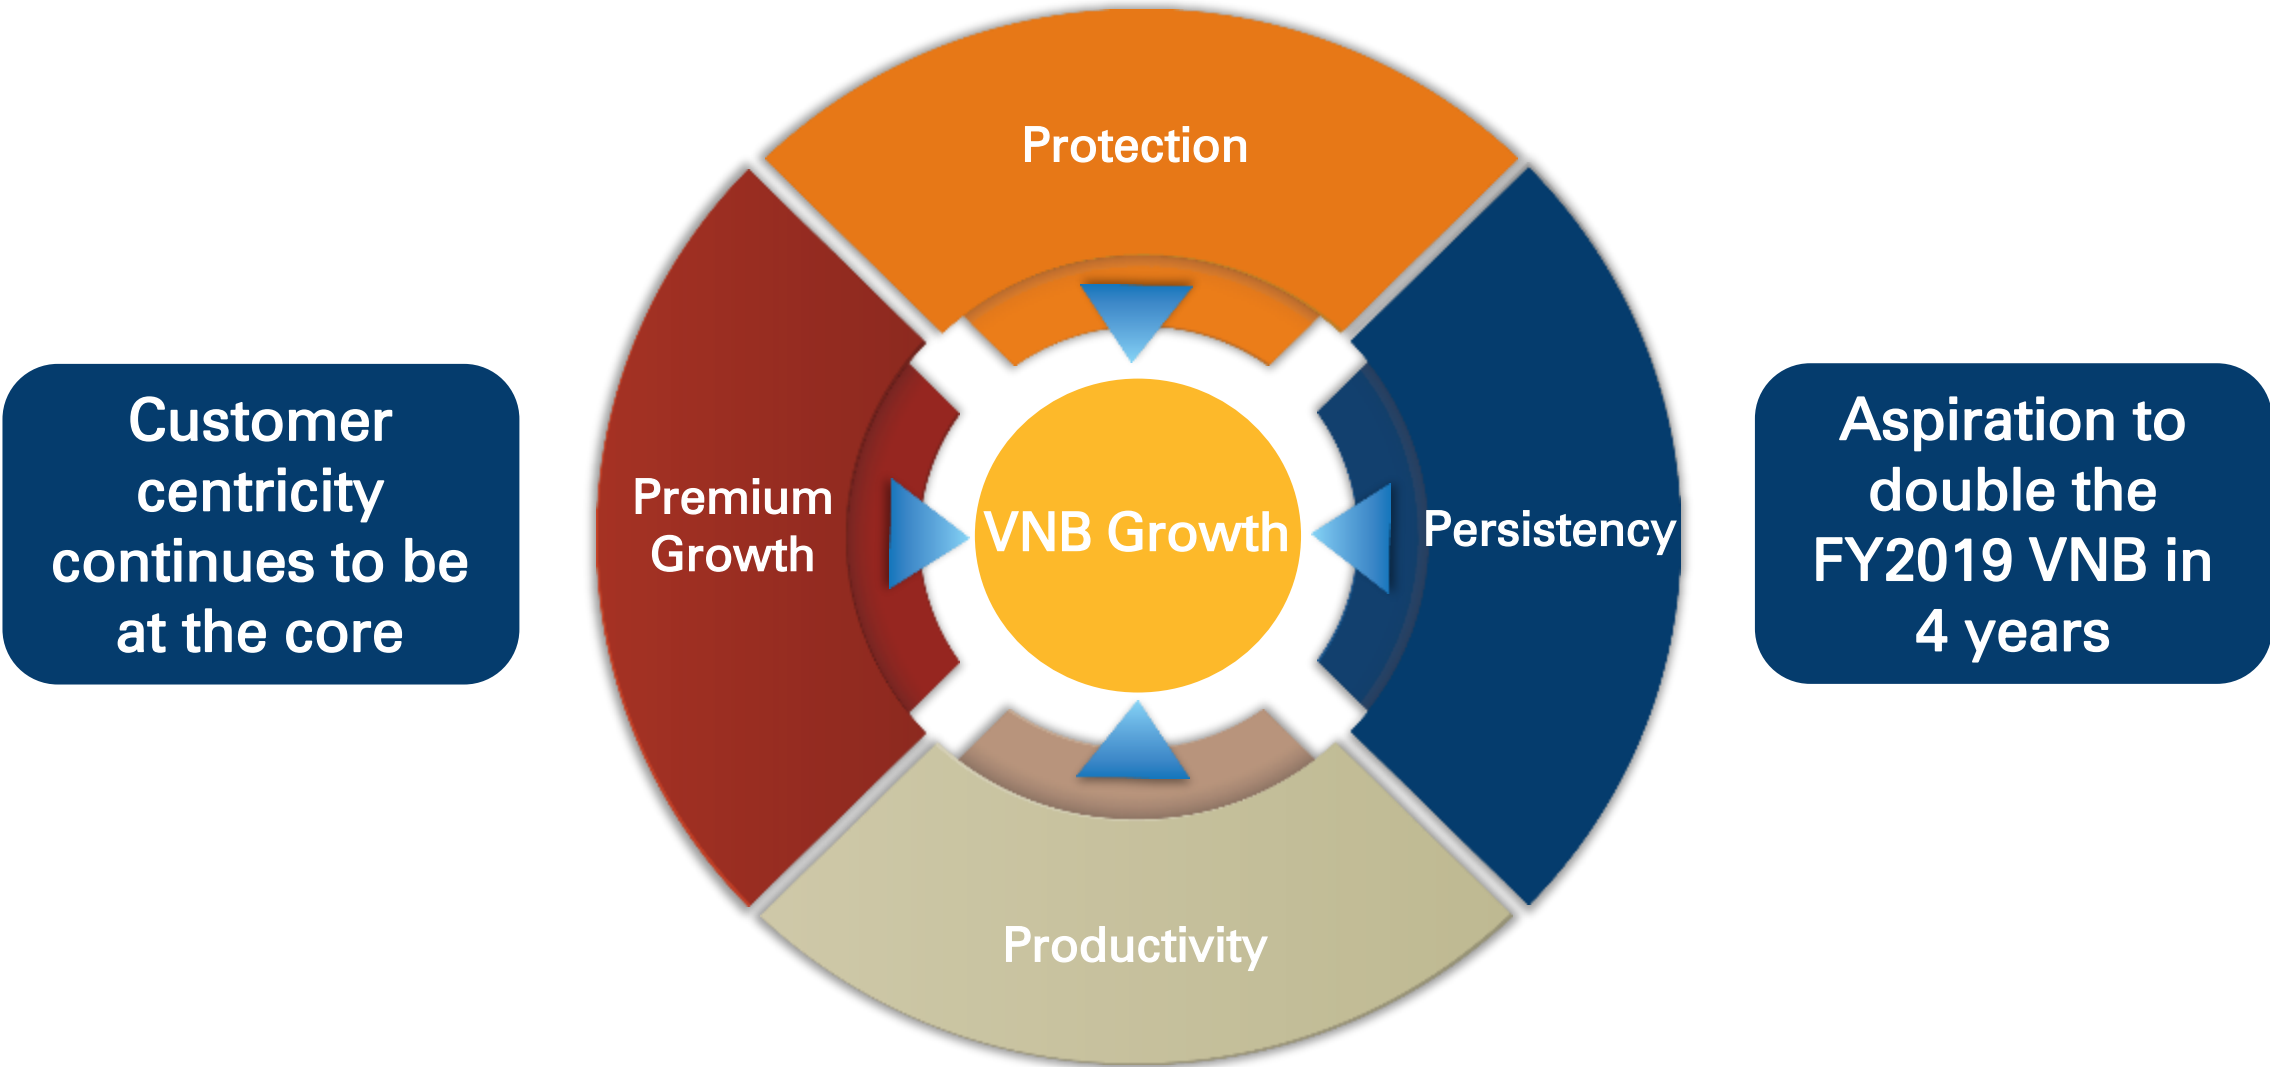 Protection
Customer
centricity
continues to be
at the core
Premium
Growth
VNB Growth
Persistency
Aspiration to
double the
FY2019 VNB in
4 years
Productivity